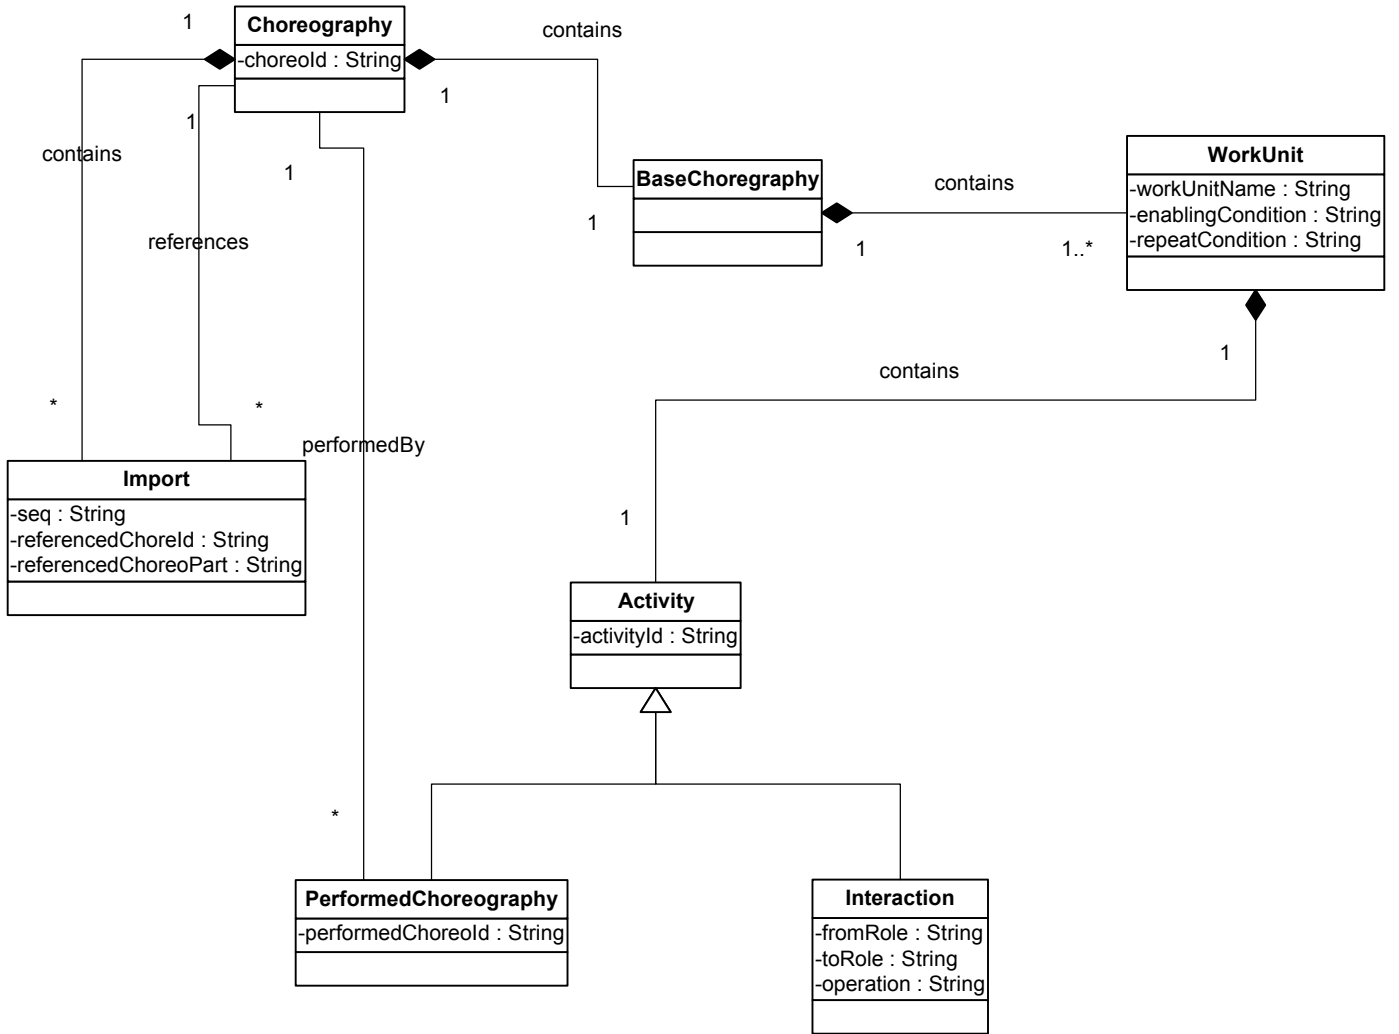 1
Choreography
-choreoId : String
contains
1
1
contains
1
references
1
BaseChoregraphy
1
contains
1..*
WorkUnit
-workUnitName : String
-enablingCondition : String
-repeatCondition : String
1
contains
*
*
performedBy
Import
-seq : String
-referencedChoreId : String
-referencedChoreoPart : String
1
Activity
-activityId : String
*
PerformedChoreography
-performedChoreoId : String
Interaction
-fromRole : String
-toRole : String
-operation : String